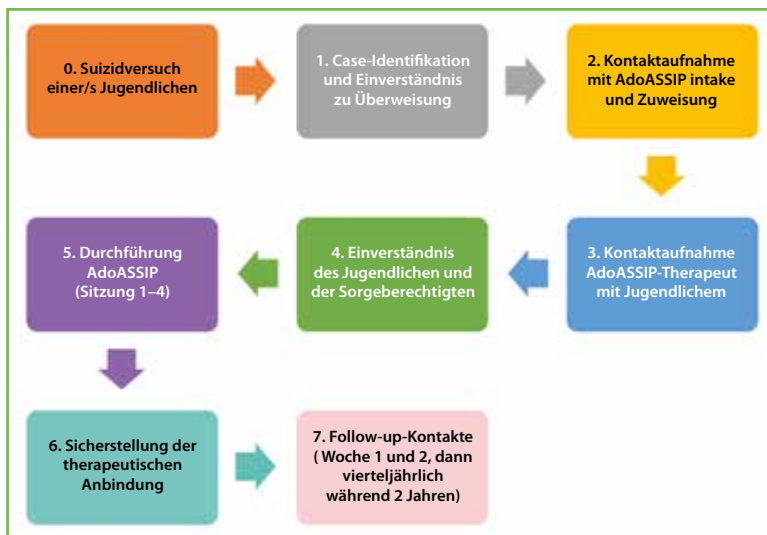 0. Suizidversuch
einer/s Jugendlichen
1. Case-Identifikation
und Einverständnis
zu Überweisung
2. Kontaktaufnahme
mit AdoASSIP intake
und Zuweisung
3. Kontaktaufnahme
AdoASSIP-Therapeut
mit Jugendlichem
4. Einverständnis
des Jugendlichen und
der Sorgeberechtigten
5. Durchführung
AdoASSIP
(Sitzung 1–4)
6. Sicherstellung der
therapeutischen
Anbindung
7. Follow-up-Kontakte
( Woche 1 und 2, dann
vierteljährlich
während 2 Jahren)